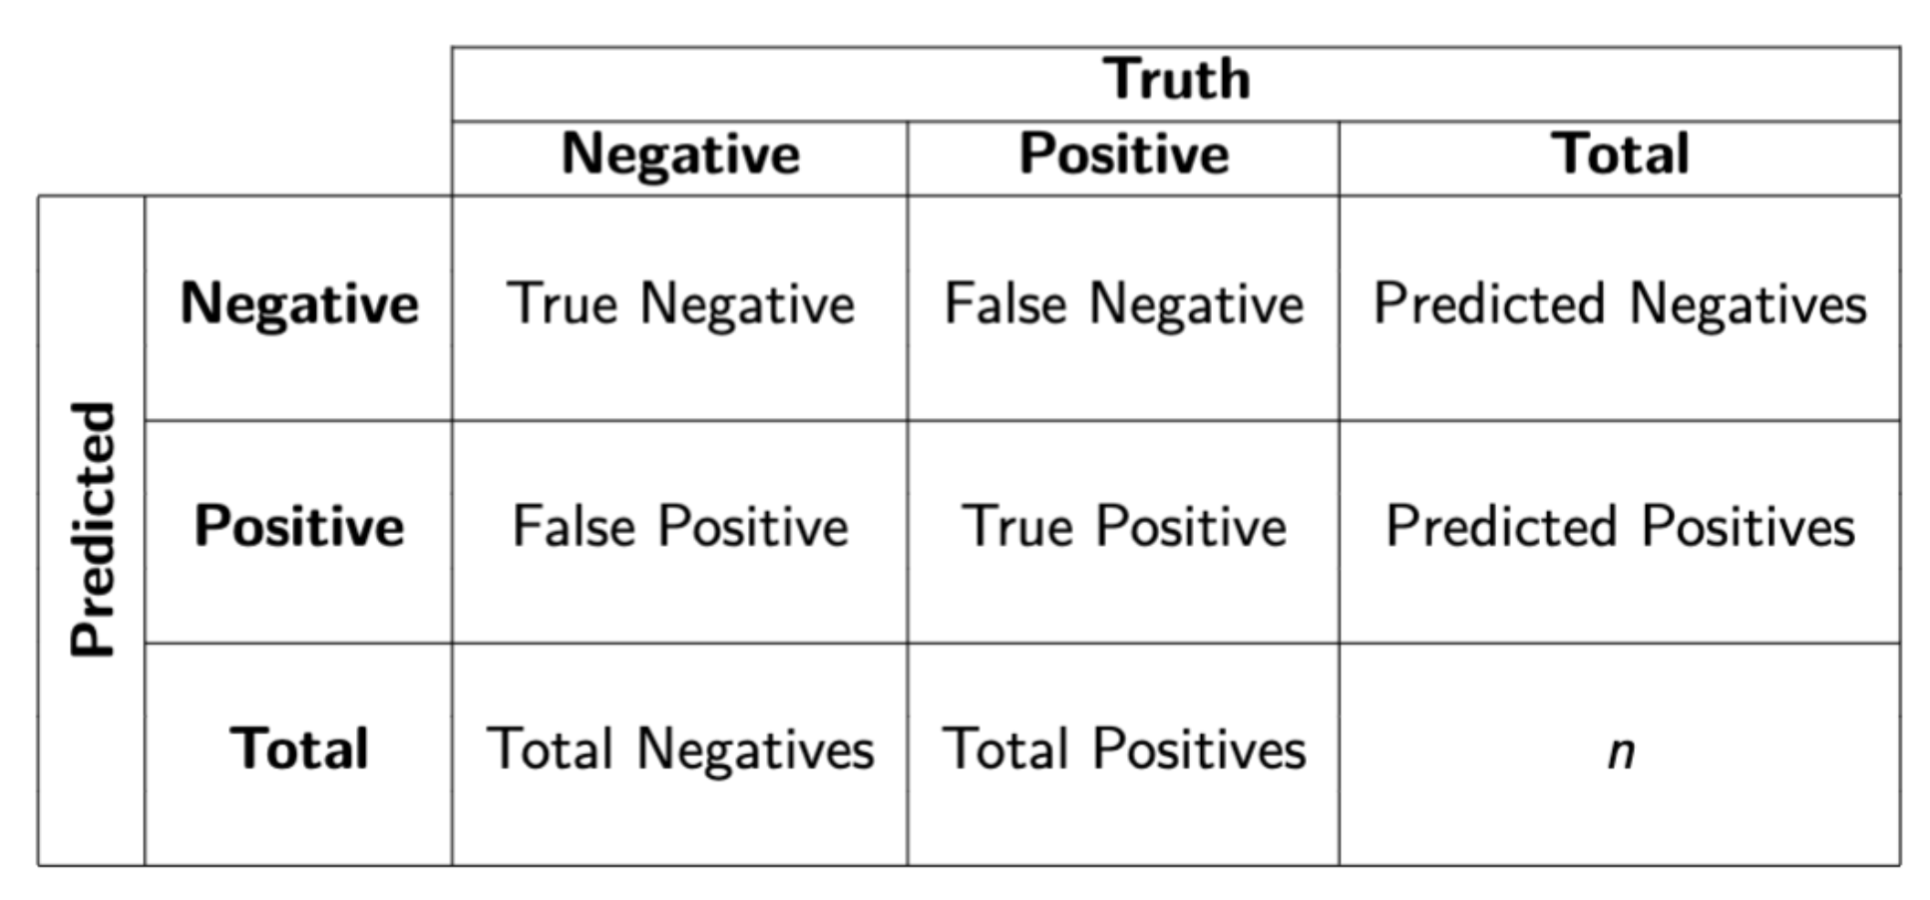 Truth
Negative Positive Total
Predicted
Negative True Negative False Negative Predicted Negatives
Positive False Positive True Positive Predicted Positives
Total Total Negatives Total Positives n